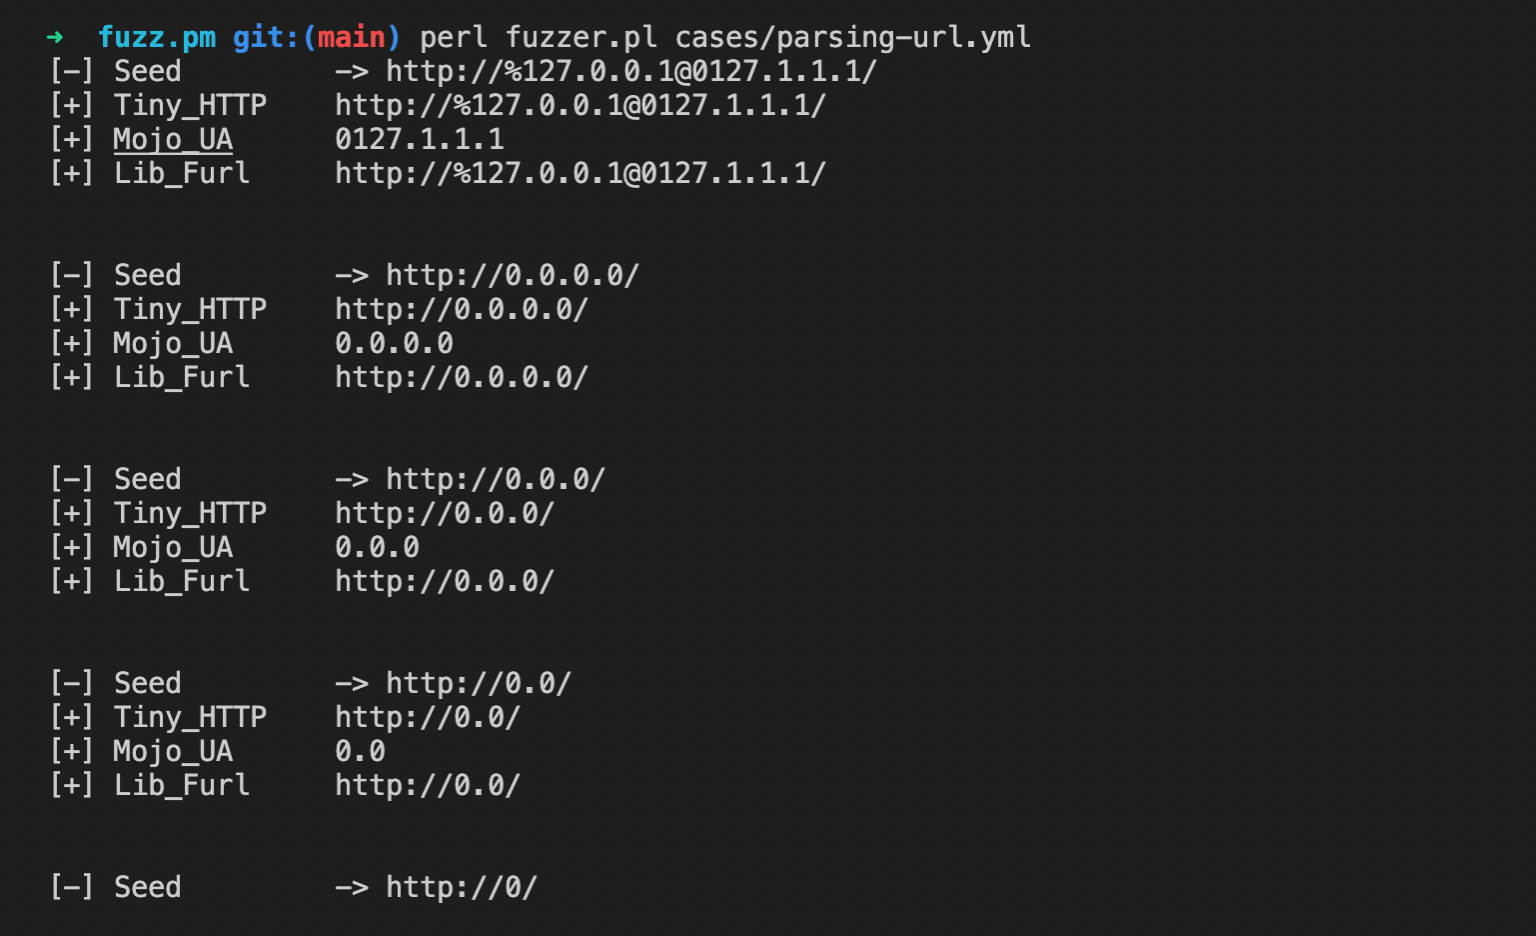 ➜ fuzz.pm git:(main) perl fuzzer.pl cases/parsing-url.yml
[-] Seed -> http://%127.0.0.1@0127.1.1.1/
[+] Tiny_HTTP http://%127.0.0.1@0127.1.1.1/
[+] Mojo_UA 0127.1.1.1
[+] Lib_Furl http://%127.0.0.1@0127.1.1.1/
[-] Seed -> http://0.0.0.0/
[+] Tiny_HTTP http://0.0.0.0/
[+] Mojo_UA 0.0.0.0
[+] Lib_Furl http://0.0.0.0/
[-] Seed -> http://0.0.0/
[+] Tiny_HTTP http://0.0.0/
[+] Mojo_UA 0.0.0
[+] Lib_Furl http://0.0.0/
[-] Seed -> http://0.0/
[+] Tiny_HTTP http://0.0/
[+] Mojo_UA 0.0
[+] Lib_Furl http://0.0/
[-] Seed -> http://0/